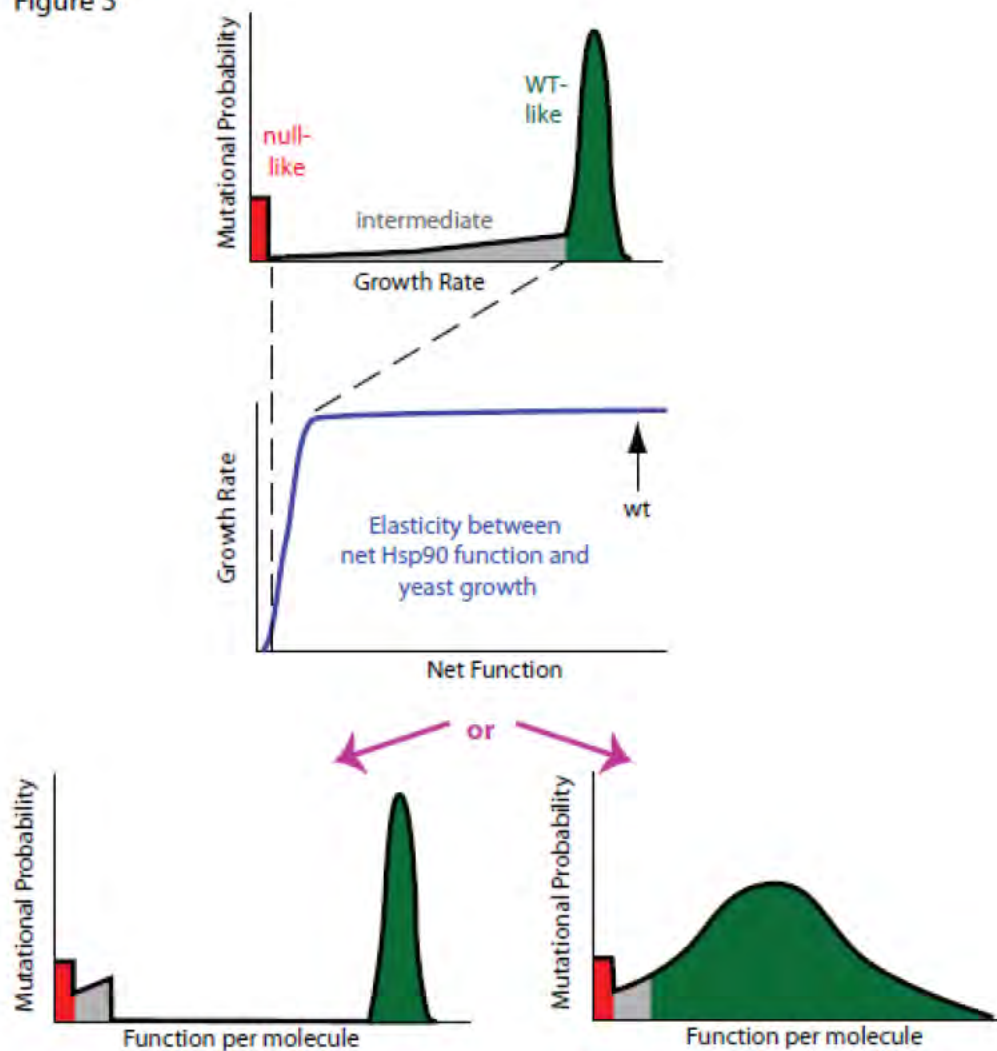 Figure 5
Mutational Probability
null-
like
WT-
like
intermediate
Growth Rate
Growth Rate
Elasticity between
net Hsp90 function and
yeast growth
wt
Net Function
or
Mutational Probability
Function per molecule
Mutational Probability
Function per molecule